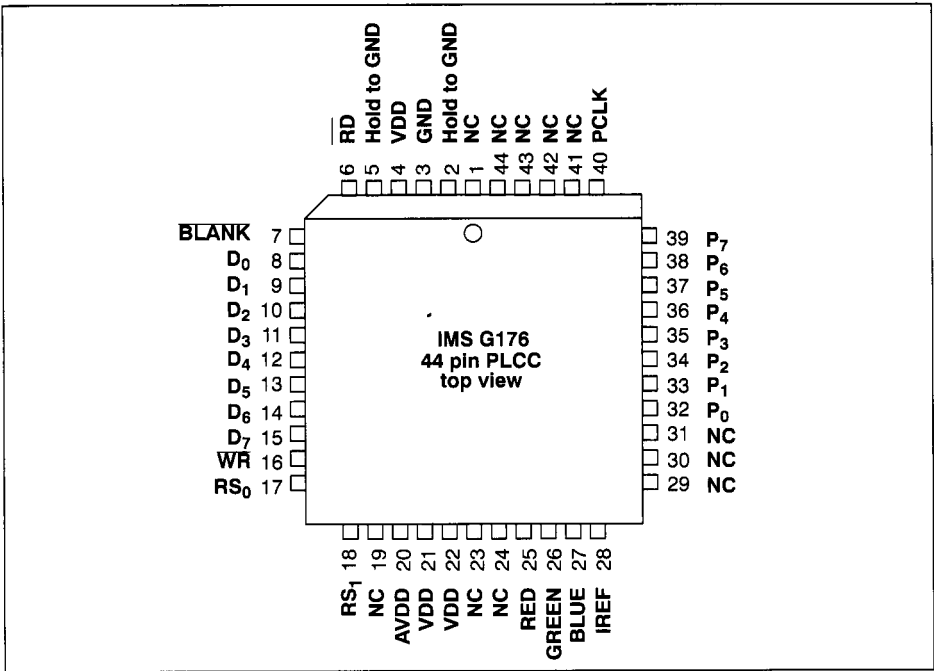 RD
Hold to GND
VDD
GND
Hold to GND
NC
NC
NC
NC
NC
PCLK
6 5 4 3 2 1 44 43 42 41 40
BLANK 7
D0 8
D1 9
D2 10
D3 11
D4 12
D5 13
D6 14
D7 15
WR 16
RS0 17
IMS G176
44 pin PLCC
top view
39 P7
38 P6
37 P5
36 P4
35 P3
34 P2
33 P1
32 P0
31 NC
30 NC
29 NC
18 19 20 21 22 23 24 25 26 27 28
RS1
NC
AVDD
VDD
VDD
NC
NC
RED
GREEN
BLUE
IREF